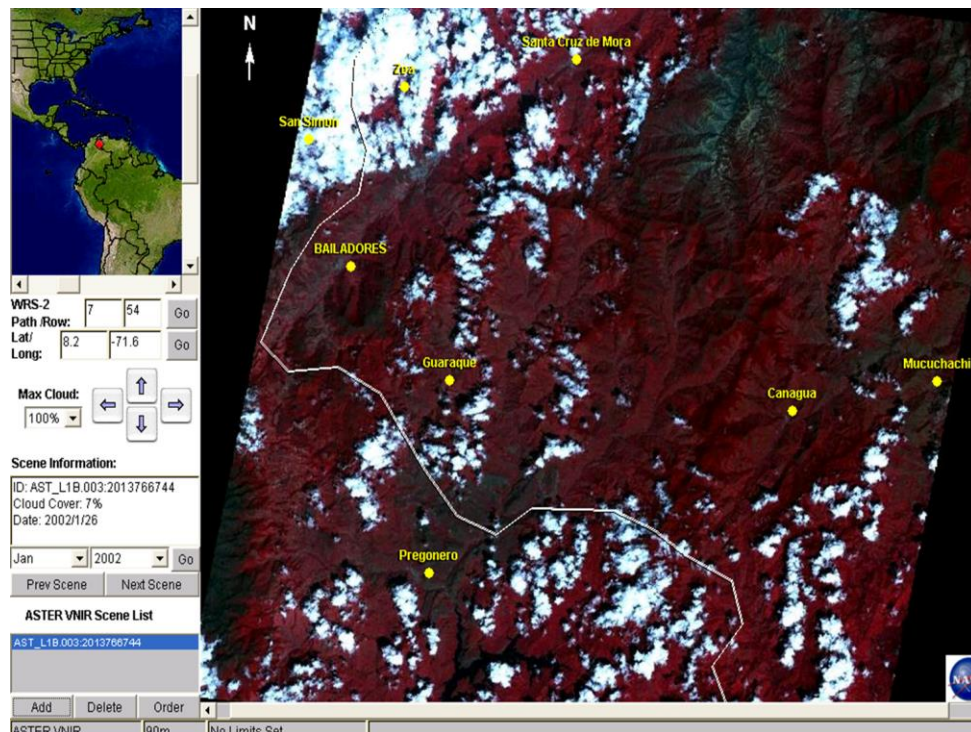 N
Santa Cruz de Mora
Zea
San Simon
BAILADORES
Guaraque
Mucuchachi
Canagua
Pregonero
WRS-2
Path /Row: 7 54 Go
Lat/
Long: 8.2 -71.6 Go
Max Cloud:
100%
Scene Information:
ID: AST_L1B.003:2013766744
Cloud Cover: 7%
Date: 2002/1/26
Jan 2002 Go
Prev Scene Next Scene
ASTER VNIR Scene List
AST_L1B.003:2013766744
Add Delete Order
ASTER VNIR 90m No Limits Set